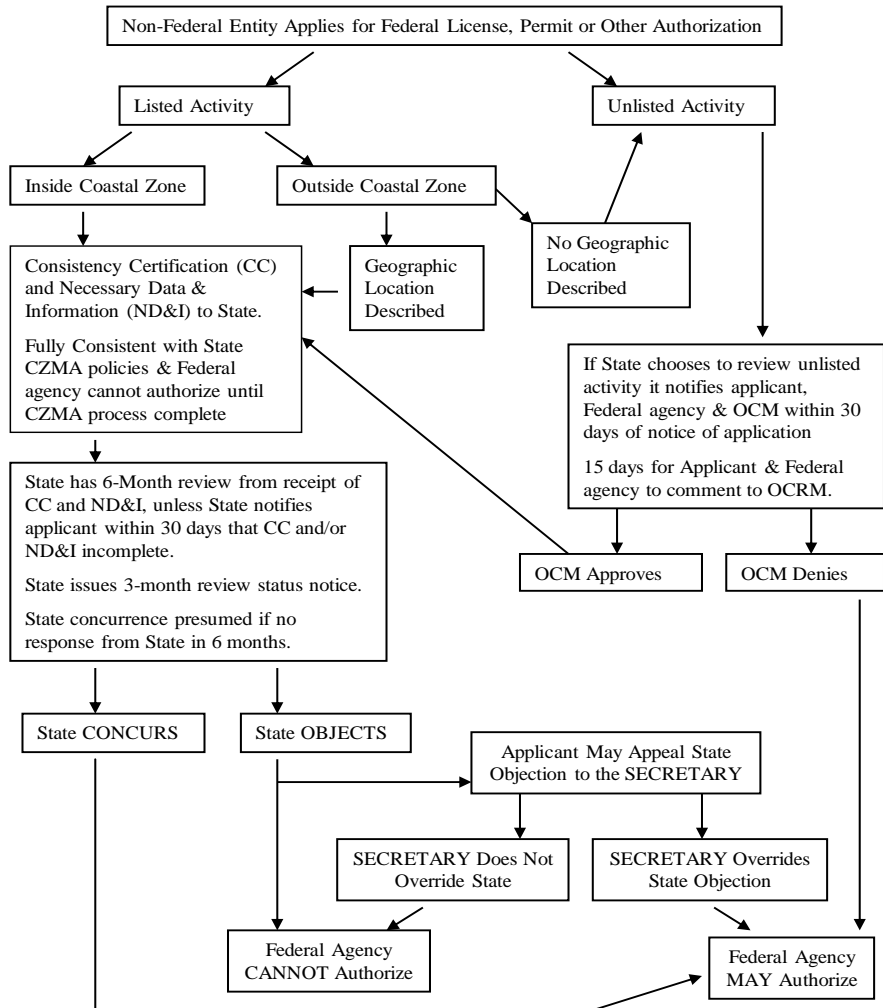 Non-Federal Entity Applies for Federal License, Permit or Other Authorization
Listed Activity
Unlisted Activity
Inside Coastal Zone
Outside Coastal Zone
No Geographic
Location
Described
Geographic
Location
Described
Consistency Certification (CC)
and Necessary Data &
Information (ND&I) to State.
Fully Consistent with State
CZMA policies & Federal
agency cannot authorize until
CZMA process complete
If State chooses to review unlisted
activity it notifies applicant,
Federal agency & OCM within 30
days of notice of application
15 days for Applicant & Federal
agency to comment to OCRM.
State has 6-Month review from receipt of
CC and ND&I, unless State notifies
applicant within 30 days that CC and/or
ND&I incomplete.
State issues 3-month review status notice.
State concurrence presumed if no
response from State in 6 months.
OCM Approves
OCM Denies
State CONCURS
State OBJECTS
Applicant May Appeal State
Objection to the SECRETARY
SECRETARY Does Not
Override State
SECRETARY Overrides
State Objection
Federal Agency
CANNOT Authorize
Federal Agency
MAY Authorize